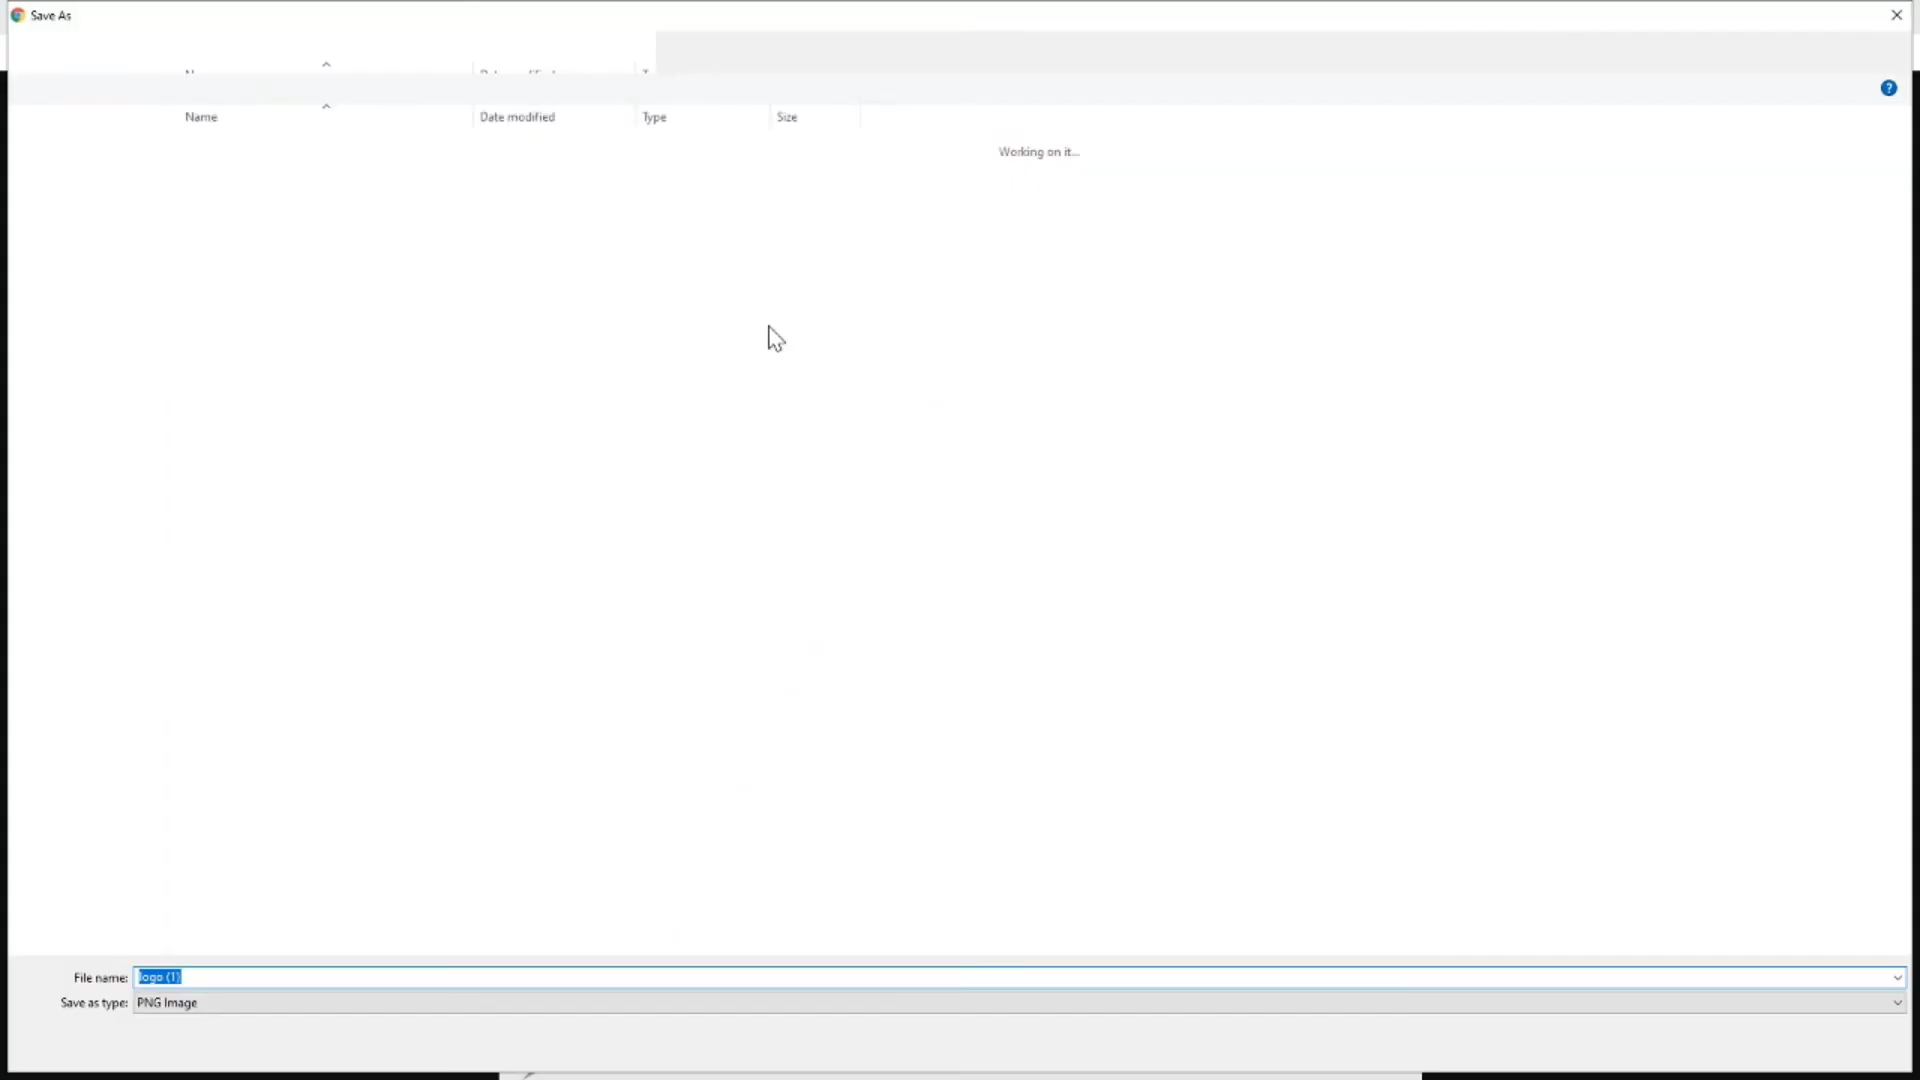 Save As
Name Date modified Type Size
Working on it...
File name: logo (1)
Save as type: PNG Image